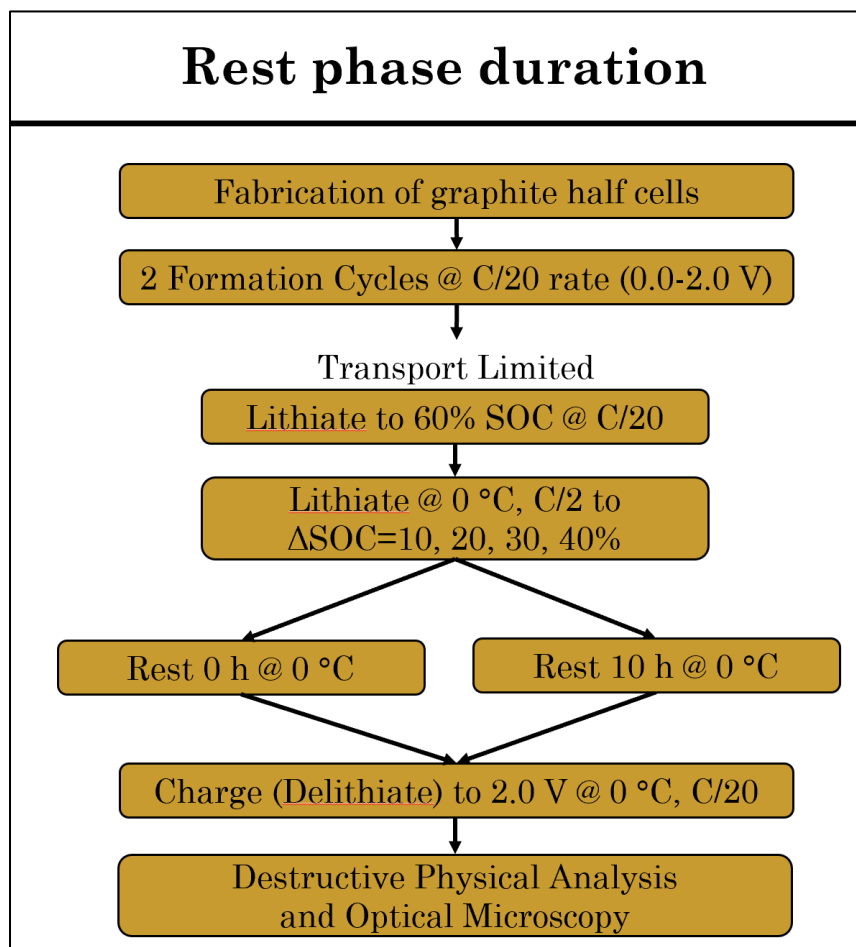 Rest phase duration
Fabrication of graphite half cells
2 Formation Cycles @ C/20 rate (0.0-2.0 V)
Transport Limited
Lithiate to 60% SOC @ C/20
Lithiate @ 0 °C, C/2 to
ΔSOC=10, 20, 30, 40%
Rest 0 h @ 0 °C
Rest 10 h @ 0 °C
Charge (Delithiate) to 2.0 V @ 0 °C, C/20
Destructive Physical Analysis
and Optical Microscopy